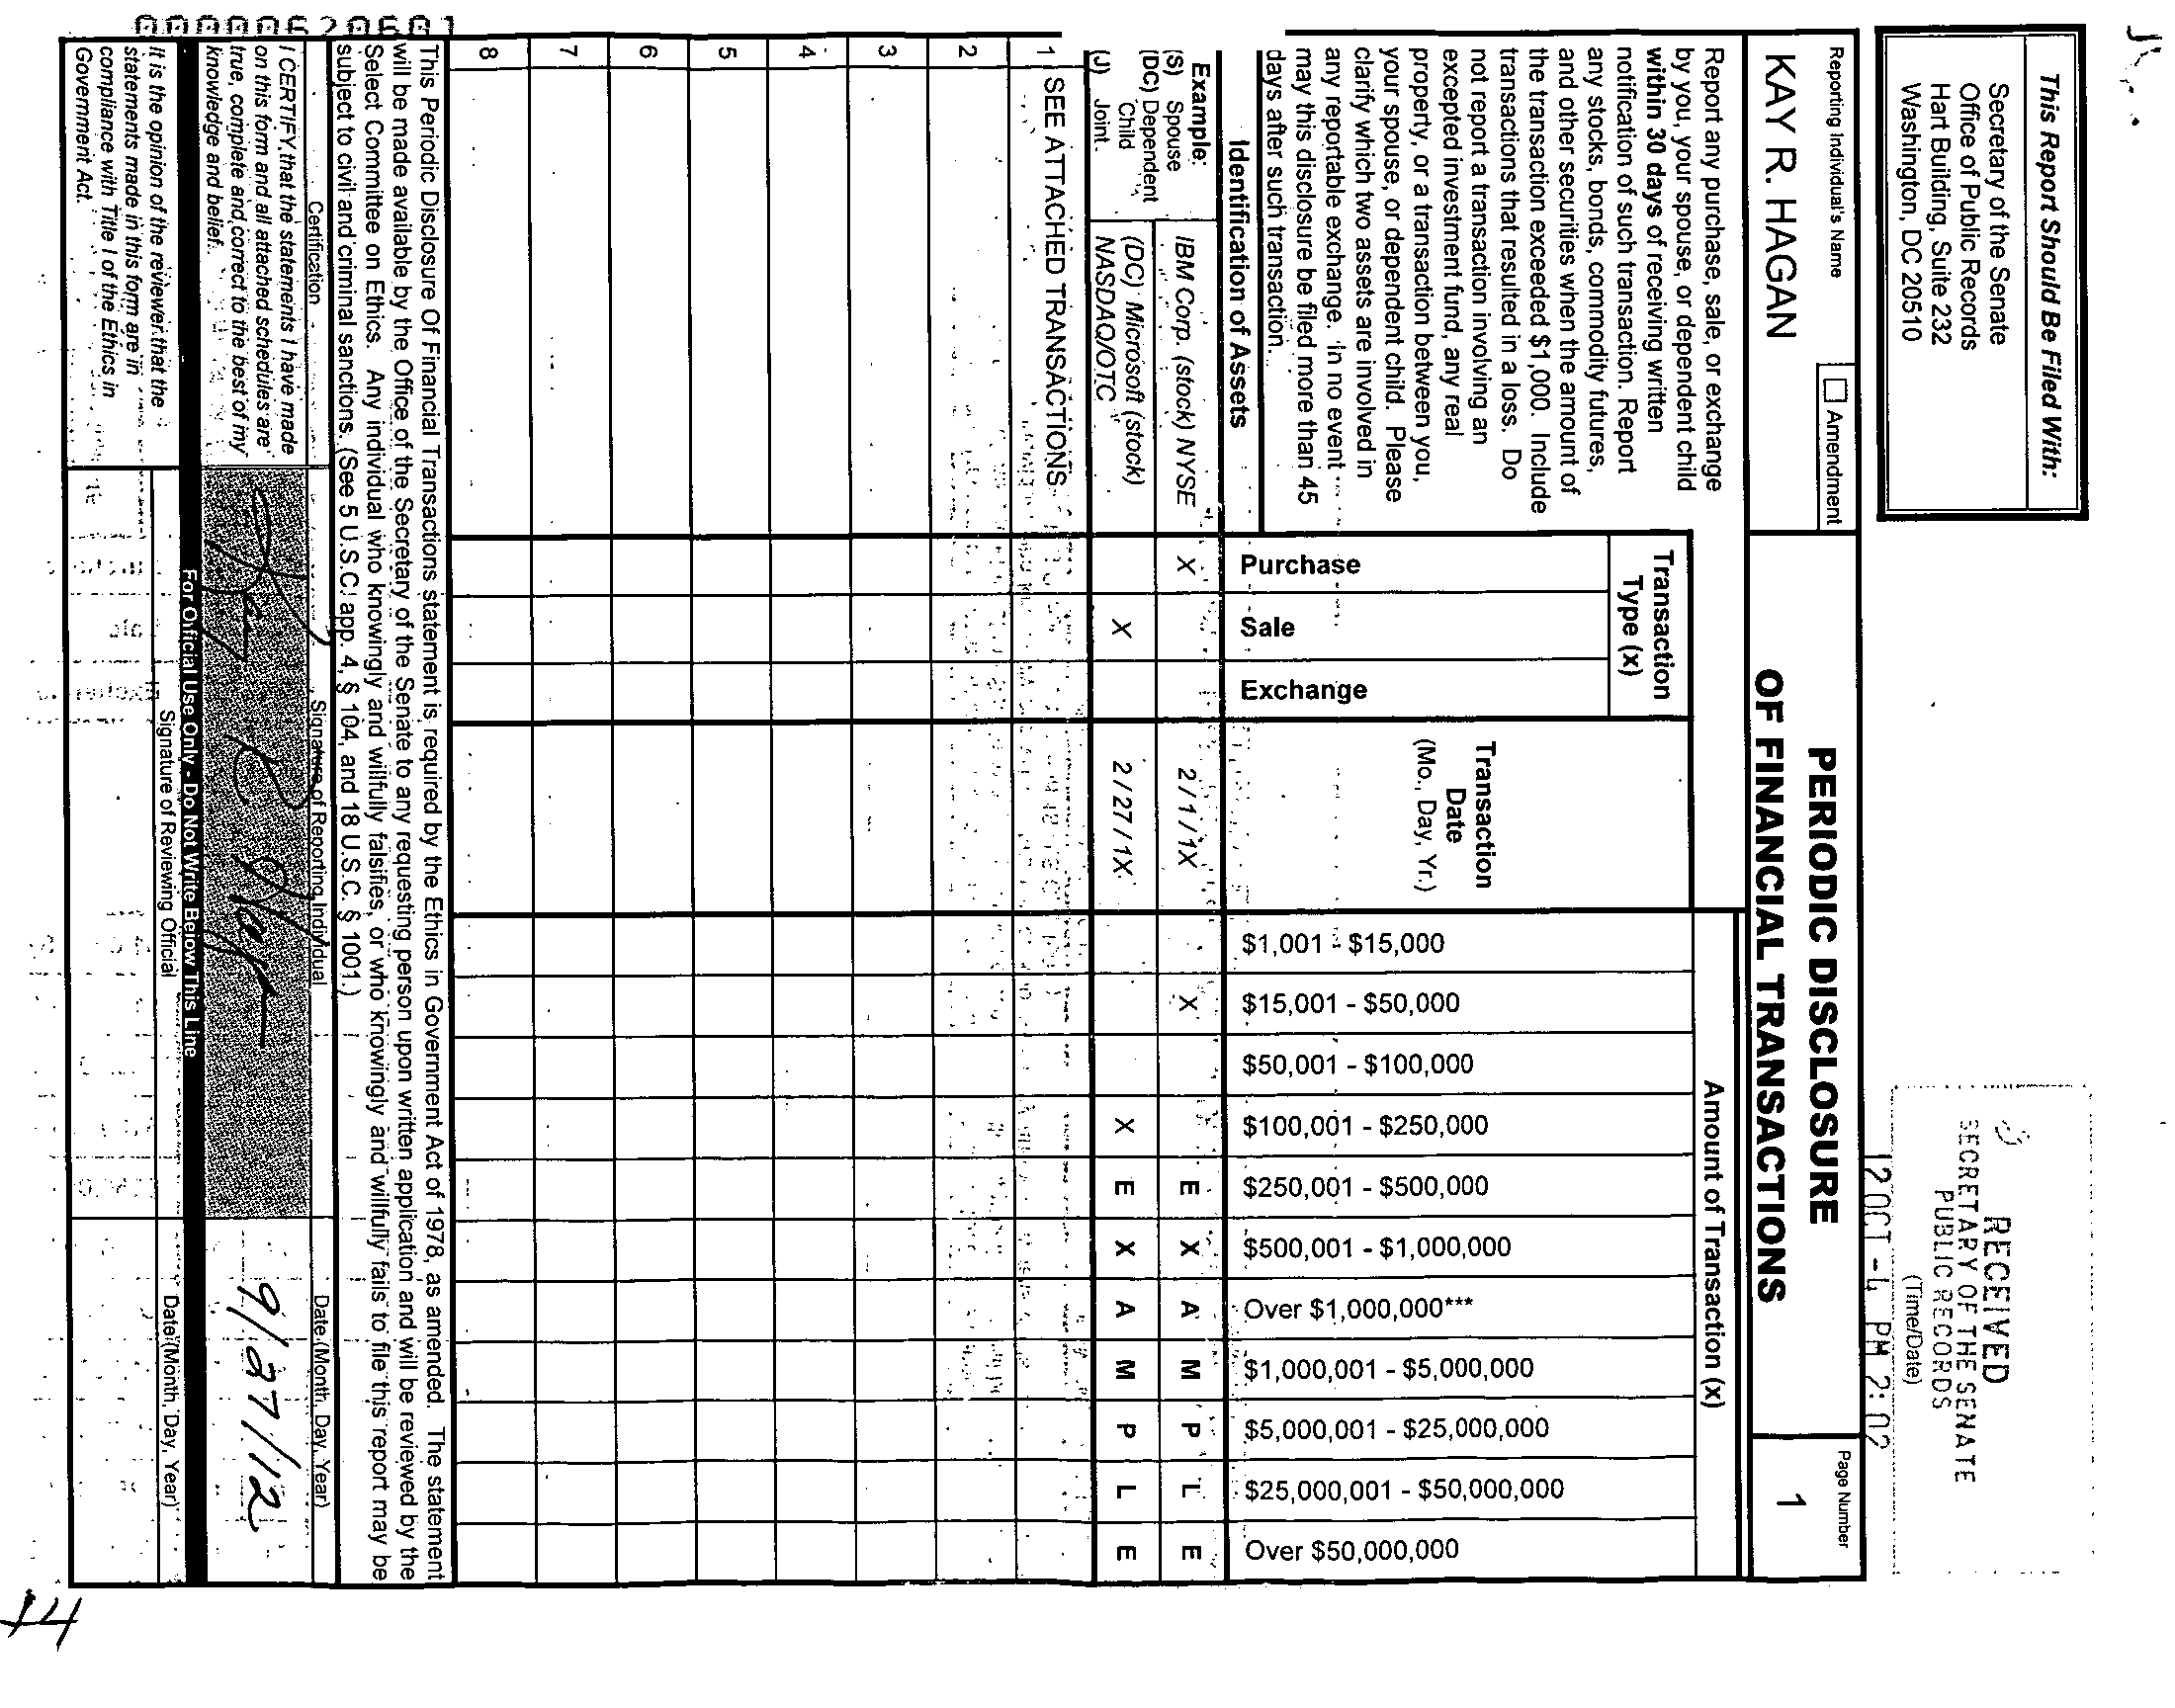 This Report Should Be Filed With:
Secretary of the Senate
Office of Public Records
Hart Building, Suite 232
Washington, DC 20510
RECEIVED
SECRETARY OF THE SENATE
PUBLIC RECORDS
(Time/Date)
12 OCT -4 PM 2:02
Reporting Individual's Name
KAY R. HAGAN
Amendment
PERIODIC DISCLOSURE
OF FINANCIAL TRANSACTIONS
Page Number
1
Report any purchase, sale, or exchange
by you, your spouse, or dependent child
within 30 days of receiving written
notification of such transaction. Report
any stocks, bonds, commodity futures,
and other securities when the amount of
the transaction exceeded $1,000. Include
transactions that resulted in a loss. Do
not report a transaction involving an
excepted investment fund, any real
property, or a transaction between you,
your spouse, or dependent child. Please
clarify which two assets are involved in
any reportable exchange. In no event
may this disclosure be filed more than 45
days after such transaction.
Identification of Assets
Transaction
Type (x)
Purchase
Sale
Exchange
Transaction
Date
(Mo., Day, Yr.)
Amount of Transaction (x)
$1,001 - $15,000
$15,001 - $50,000
$50,001 - $100,000
$100,001 - $250,000
$250,001 - $500,000
$500,001 - $1,000,000
Over $1,000,000***
$1,000,001 - $5,000,000
$5,000,001 - $25,000,000
$25,000,001 - $50,000,000
Over $50,000,000
Example:
(S) Spouse
(DC) Dependent
Child
(J) Joint
IBM Corp. (stock) NYSE X 2/1/1X X E X A M P L E
(DC) Microsoft (stock)
NASDAQ/OTC X 2/27/1X X E X A M P L E
1 SEE ATTACHED TRANSACTIONS
2
3
4
5
6
7
8
This Periodic Disclosure Of Financial Transactions statement is required by the Ethics in Government Act of 1978, as amended. The statement
will be made available by the Office of the Secretary of the Senate to any requesting person upon written application and will be reviewed by the
Select Committee on Ethics. Any individual who knowingly and willfully falsifies, or who knowingly and willfully fails to file this report may be
subject to civil and criminal sanctions. (See 5 U.S.C. app. 4, § 104, and 18 U.S.C. § 1001.)
Certification
Signature of Reporting Individual
Date (Month, Day, Year)
I CERTIFY that the statements I have made
on this form and all attached schedules are
true, complete and correct to the best of my
knowledge and belief.
9/27/12
For Official Use Only - Do Not Write Below This Line
It is the opinion of the reviewer that the
statements made in this form are in
compliance with Title I of the Ethics in
Government Act.
Signature of Reviewing Official
Date (Month, Day, Year)